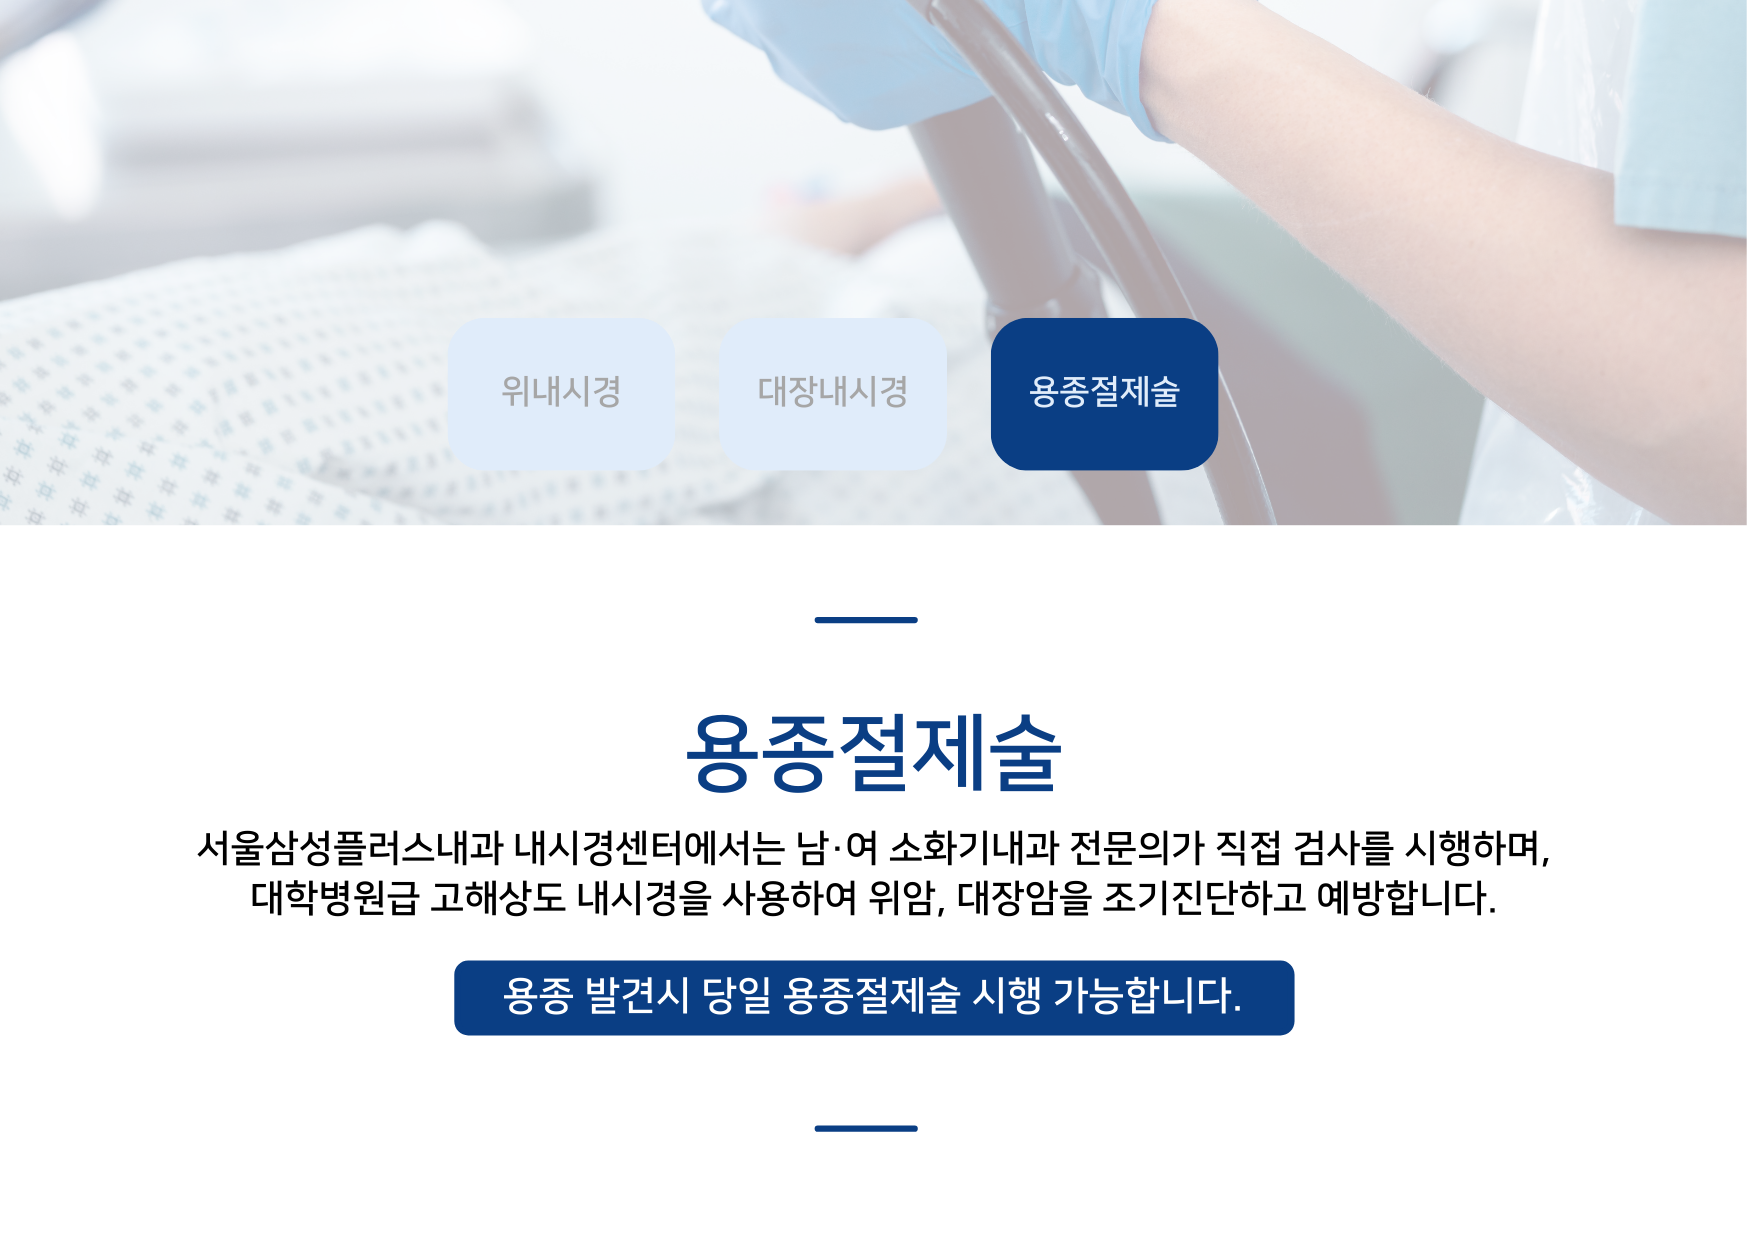 위내시경
대장내시경
용종절제술
용종절제술
서울삼성플러스내과 내시경센터에서는 남·여 소화기내과 전문의가 직접 검사를 시행하며,
대학병원급 고해상도 내시경을 사용하여 위암, 대장암을 조기진단하고 예방합니다.
용종 발견시 당일 용종절제술 시행 가능합니다.